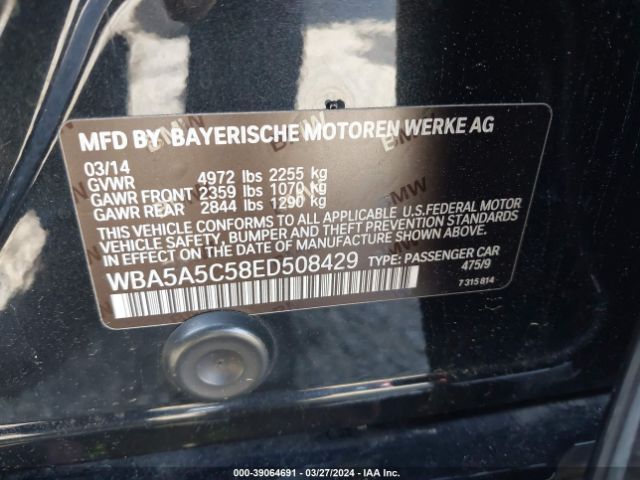 MFD BY BAYERISCHE MOTOREN WERKE AG
03/14
GVWR 4972 lbs 2255 kg
GAWR FRONT 2359 lbs 1070 kg
GAWR REAR 2844 lbs 1290 kg
THIS VEHICLE CONFORMS TO ALL APPLICABLE U.S.FEDERAL MOTOR
VEHICLE SAFETY, BUMPER AND THEFT PREVENTION STANDARDS
IN EFFECT ON THE DATE OF MANUFACTURE SHOWN ABOVE.
WBA5A5C58ED508429 TYPE: PASSENGER CAR
475/9
7 315 814
000-39064691 - 03/27/2024 - IAA Inc.